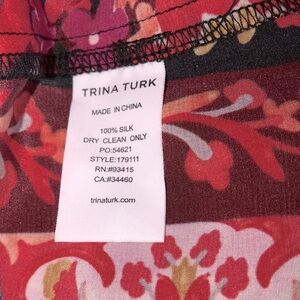 TRINA TURK
MADE IN CHINA
100% SILK
DRY CLEAN ONLY
PO:54621
STYLE:179111
RN:#93415
CA:#34460
trinaturk.com